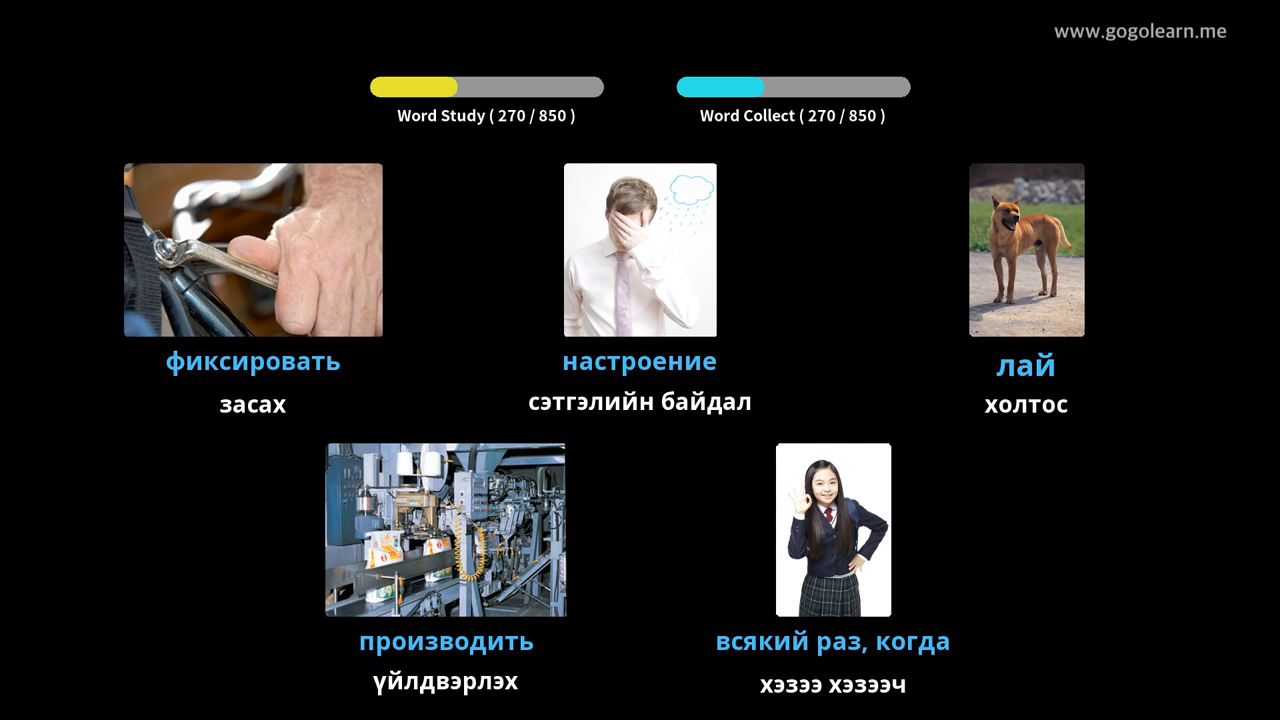 www.gogolearn.me
Word Study ( 270 / 850 )
Word Collect ( 270 / 850 )
фиксировать
засах
настроение
сэтгэлийн байдал
лай
холтос
производить
үйлдвэрлэх
всякий раз, когда
хэзээ хэзээч